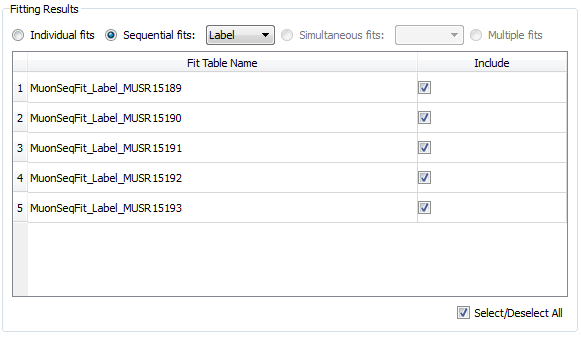 Fitting Results
Individual fits Sequential fits: Label Simultaneous fits: Multiple fits
Fit Table Name Include
1 MuonSeqFit_Label_MUSR15189
2 MuonSeqFit_Label_MUSR15190
3 MuonSeqFit_Label_MUSR15191
4 MuonSeqFit_Label_MUSR15192
5 MuonSeqFit_Label_MUSR15193
Select/Deselect All